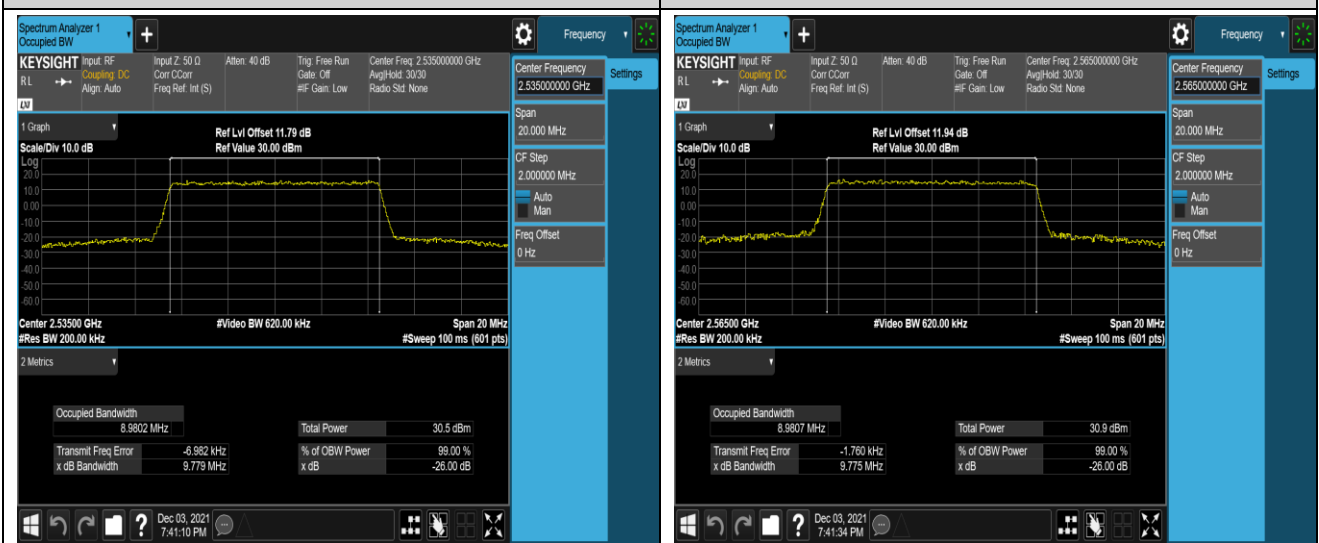 Spectrum Analyzer 1
Occupied BW
Frequency
KEYSIGHT
RL
Input: RF
Coupling: DC
Align: Auto
Input Z: 50 Ω
Corr CCorr
Freq Ref: Int (S)
Atten: 40 dB
Trig: Free Run
Gate: Off
#IF Gain: Low
Center Freq: 2.535000000 GHz
Avg|Hold: 30/30
Radio Std: None
LXI
1 Graph
Scale/Div 10.0 dB
Ref Lvl Offset 11.79 dB
Ref Value 30.00 dBm
Log
20.0
10.0
0.00
-10.0
-20.0
-30.0
-40.0
-50.0
-60.0
Center 2.53500 GHz
#Res BW 200.00 kHz
#Video BW 620.00 kHz
Span 20 MHz
#Sweep 100 ms (601 pts)
2 Metrics
Occupied Bandwidth
8.9802 MHz
Transmit Freq Error -6.982 kHz
x dB Bandwidth 9.779 MHz
Total Power 30.5 dBm
% of OBW Power 99.00 %
x dB -26.00 dB
Dec 03, 2021
7:41:10 PM
Center Frequency
2.535000000 GHz
Settings
Span
20.000 MHz
CF Step
2.000000 MHz
Auto
Man
Freq Offset
0 Hz
Spectrum Analyzer 1
Occupied BW
Frequency
KEYSIGHT
RL
Input: RF
Coupling: DC
Align: Auto
Input Z: 50 Ω
Corr CCorr
Freq Ref: Int (S)
Atten: 40 dB
Trig: Free Run
Gate: Off
#IF Gain: Low
Center Freq: 2.565000000 GHz
Avg|Hold: 30/30
Radio Std: None
LXI
1 Graph
Scale/Div 10.0 dB
Ref Lvl Offset 11.94 dB
Ref Value 30.00 dBm
Log
20.0
10.0
0.00
-10.0
-20.0
-30.0
-40.0
-50.0
-60.0
Center 2.56500 GHz
#Res BW 200.00 kHz
#Video BW 620.00 kHz
Span 20 MHz
#Sweep 100 ms (601 pts)
2 Metrics
Occupied Bandwidth
8.9807 MHz
Transmit Freq Error -1.760 kHz
x dB Bandwidth 9.775 MHz
Total Power 30.9 dBm
% of OBW Power 99.00 %
x dB -26.00 dB
Dec 03, 2021
7:41:34 PM
Center Frequency
2.565000000 GHz
Settings
Span
20.000 MHz
CF Step
2.000000 MHz
Auto
Man
Freq Offset
0 Hz